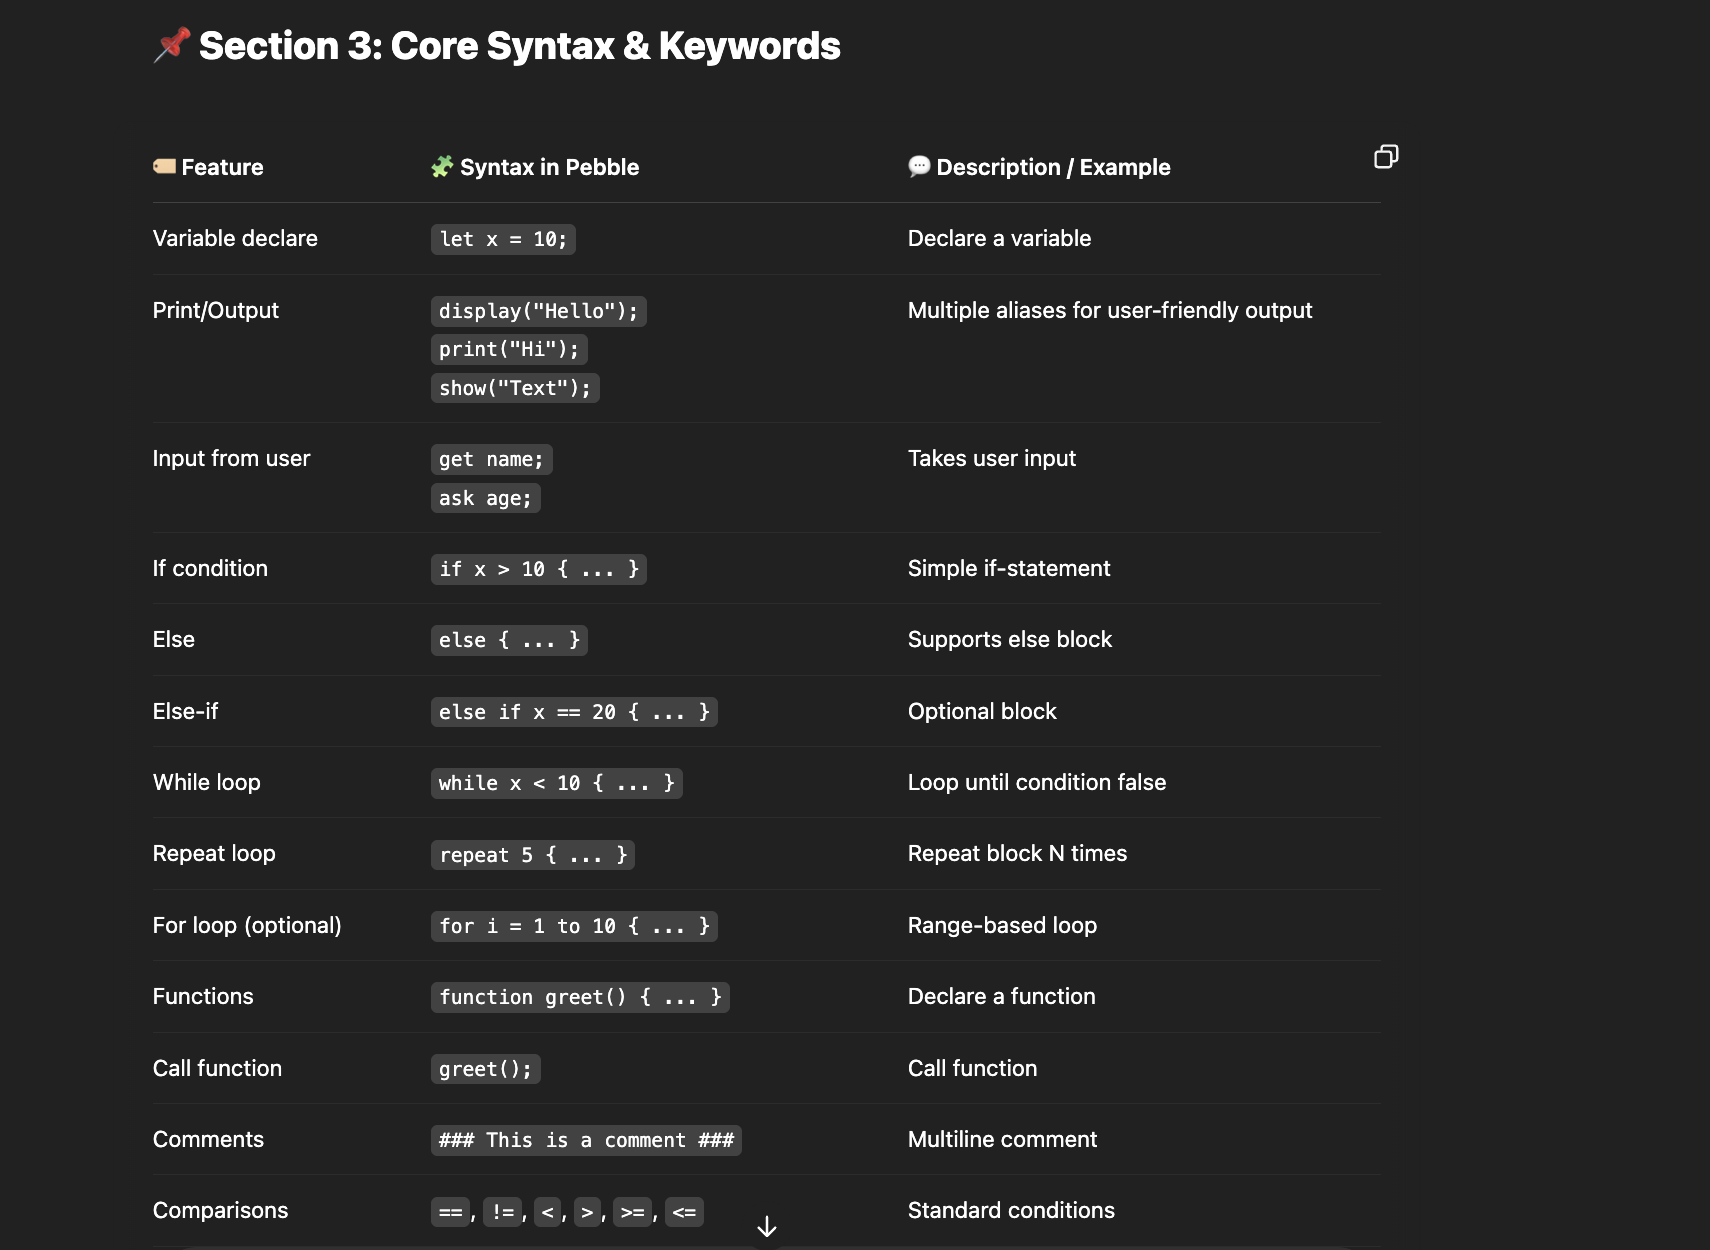 📌 Section 3: Core Syntax & Keywords
🏷️ Feature 🧩 Syntax in Pebble 💬 Description / Example
Variable declare let x = 10; Declare a variable
Print/Output display("Hello"); Multiple aliases for user-friendly output
print("Hi");
show("Text");
Input from user get name; Takes user input
ask age;
If condition if x > 10 { ... } Simple if-statement
Else else { ... } Supports else block
Else-if else if x == 20 { ... } Optional block
While loop while x < 10 { ... } Loop until condition false
Repeat loop repeat 5 { ... } Repeat block N times
For loop (optional) for i = 1 to 10 { ... } Range-based loop
Functions function greet() { ... } Declare a function
Call function greet(); Call function
Comments ### This is a comment ### Multiline comment
Comparisons ==, !=, <, >, >=, <= Standard conditions